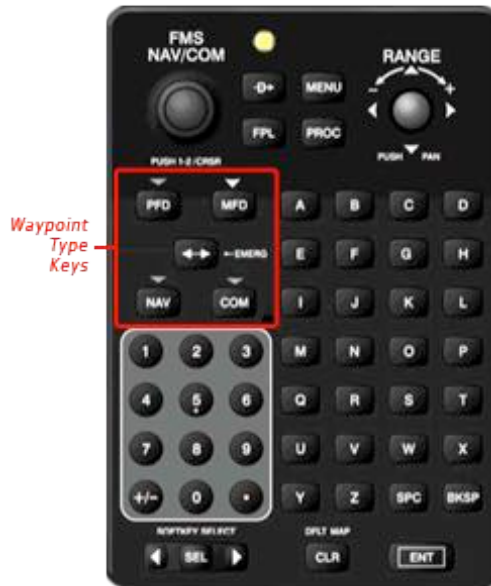 FMS
NAV/COM
RANGE
- +
D MENU
FPL PROC
PUSH 1-2/CRSR
PUSH PAN
Waypoint
Type
Keys
PFD MFD A B C D
←EMERG E F G H
NAV COM I J K L
1 2 3 M N O P
4 5 6 Q R S T
7 8 9 U V W X
+/- 0 . Y Z SPC BKSP
SOFTKEY SELECT DFLT MAP
SEL CLR ENT